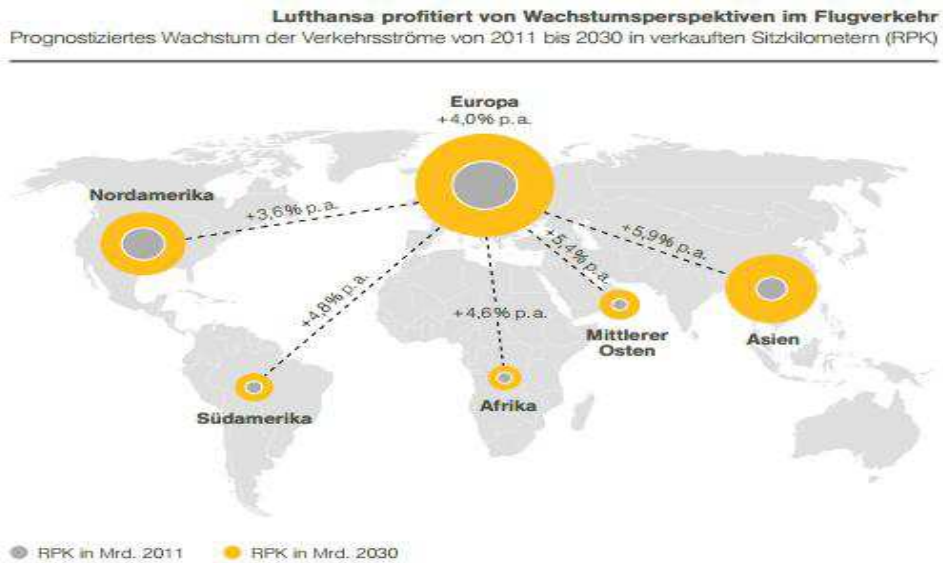 Lufthansa profitiert von Wachstumsperspektiven im Flugverkehr
Prognostiziertes Wachstum der Verkehrsströme von 2011 bis 2030 in verkauften Sitzkilometern (RPK)
Europa
+4,0% p.a.
Nordamerika
+3,6% p.a.
+5,9% p.a.
+5,4% p.a.
+4,8% p.a.
+4,6% p.a.
Mittlerer
Osten
Asien
Afrika
Südamerika
RPK in Mrd. 2011
RPK in Mrd. 2030